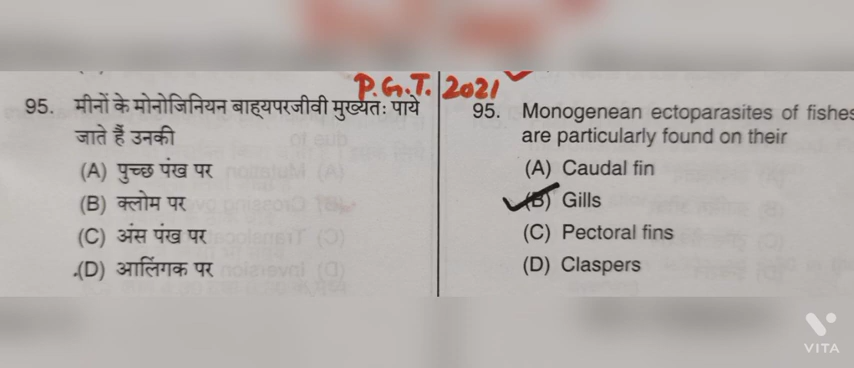 P.G.T. 2021
95. मीनों के मोनोजिनियन बाह्यपरजीवी मुख्यतः पाये
जाते हैं उनकी
(A) पुच्छ पंख पर
(B) क्लोम पर
(C) अंस पंख पर
(D) आलिंगक पर
95. Monogenean ectoparasites of fishes
are particularly found on their
(A) Caudal fin
(B) Gills
(C) Pectoral fins
(D) Claspers
VITA